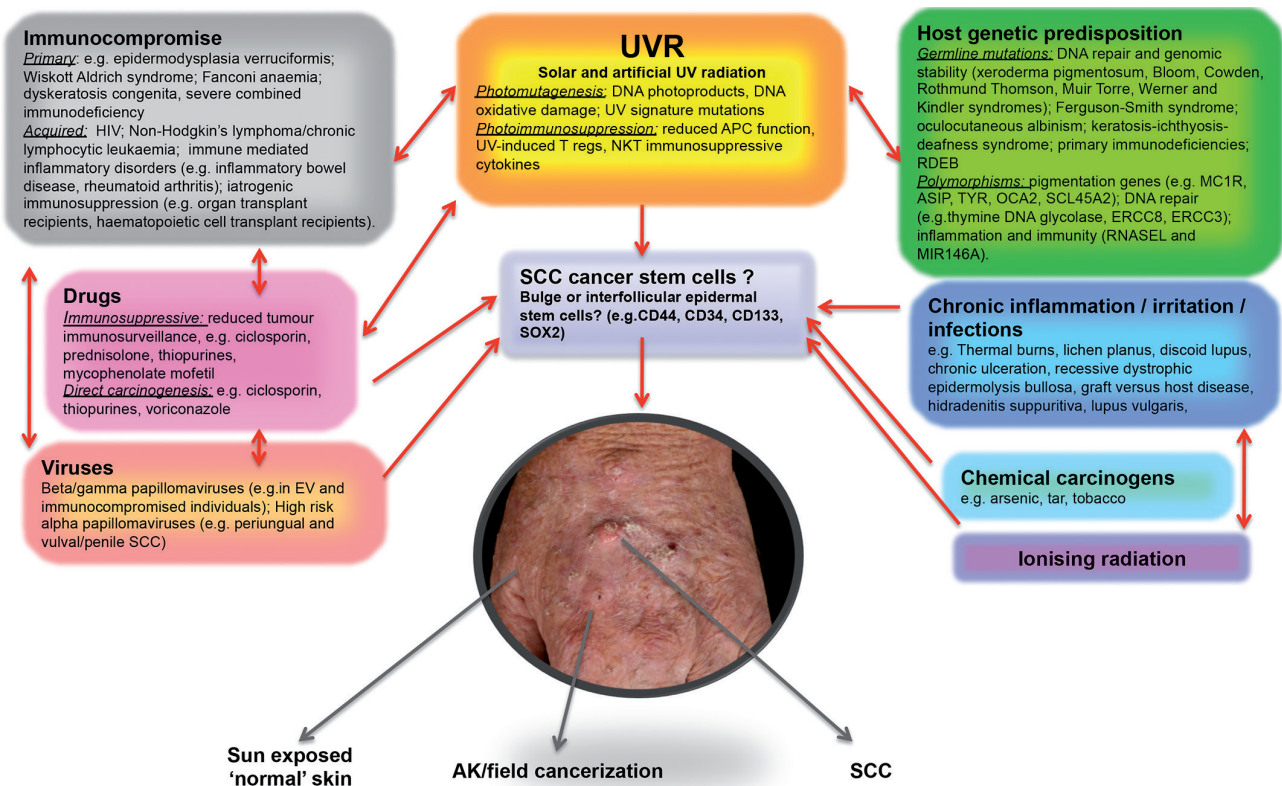 Immunocompromise
Primary: e.g. epidermodysplasia verruciformis;
Wiskott Aldrich syndrome; Fanconi anaemia;
dyskeratosis congenita, severe combined
immunodeficiency
Acquired: HIV; Non-Hodgkin's lymphoma/chronic
lymphocytic leukaemia; immune mediated
inflammatory disorders (e.g. inflammatory bowel
disease, rheumatoid arthritis); iatrogenic
immunosuppression (e.g. organ transplant
recipients, haematopoietic cell transplant recipients).
UVR
Solar and artificial UV radiation
Photomutagenesis: DNA photoproducts, DNA
oxidative damage; UV signature mutations
Photoimmunosuppression: reduced APC function,
UV-induced T regs, NKT immunosuppressive
cytokines
Host genetic predisposition
Germline mutations: DNA repair and genomic
stability (xeroderma pigmentosum, Bloom, Cowden,
Rothmund Thomson, Muir Torre, Werner and
Kindler syndromes); Ferguson-Smith syndrome;
oculocutaneous albinism; keratosis-ichthyosis-
deafness syndrome; primary immunodeficiencies;
RDEB
Polymorphisms: pigmentation genes (e.g. MC1R,
ASIP, TYR, OCA2, SCL45A2); DNA repair
(e.g.thymine DNA glycolase, ERCC8, ERCC3);
inflammation and immunity (RNASEL and
MIR146A).
Drugs
Immunosuppressive: reduced tumour
immunosurveillance, e.g. ciclosporin,
prednisolone, thiopurines,
mycophenolate mofetil
Direct carcinogenesis: e.g. ciclosporin,
thiopurines, voriconazole
SCC cancer stem cells ?
Bulge or interfollicular epidermal
stem cells? (e.g.CD44, CD34, CD133,
SOX2)
Chronic inflammation / irritation /
infections
e.g. Thermal burns, lichen planus, discoid lupus,
chronic ulceration, recessive dystrophic
epidermolysis bullosa, graft versus host disease,
hidradenitis suppuritiva, lupus vulgaris,
Viruses
Beta/gamma papillomaviruses (e.g.in EV and
immunocompromised individuals); High risk
alpha papillomaviruses (e.g. periungual and
vulval/penile SCC)
Chemical carcinogens
e.g. arsenic, tar, tobacco
Ionising radiation
Sun exposed
'normal' skin
AK/field cancerization
SCC